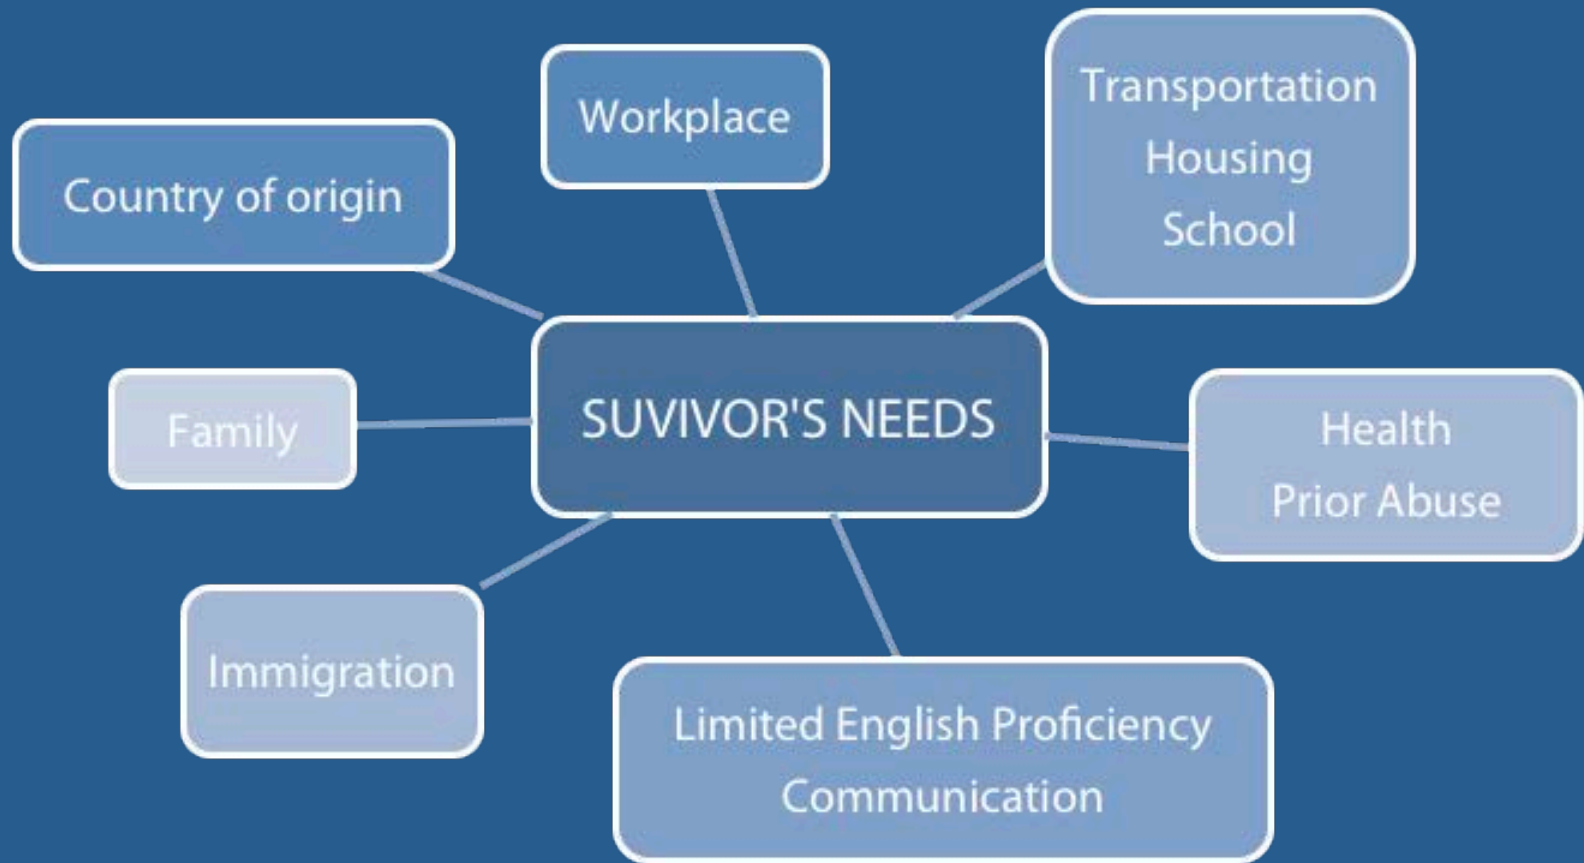 Workplace
Transportation
Housing
School
Country of origin
SUVIVOR'S NEEDS
Family
Health
Prior Abuse
Immigration
Limited English Proficiency
Communication